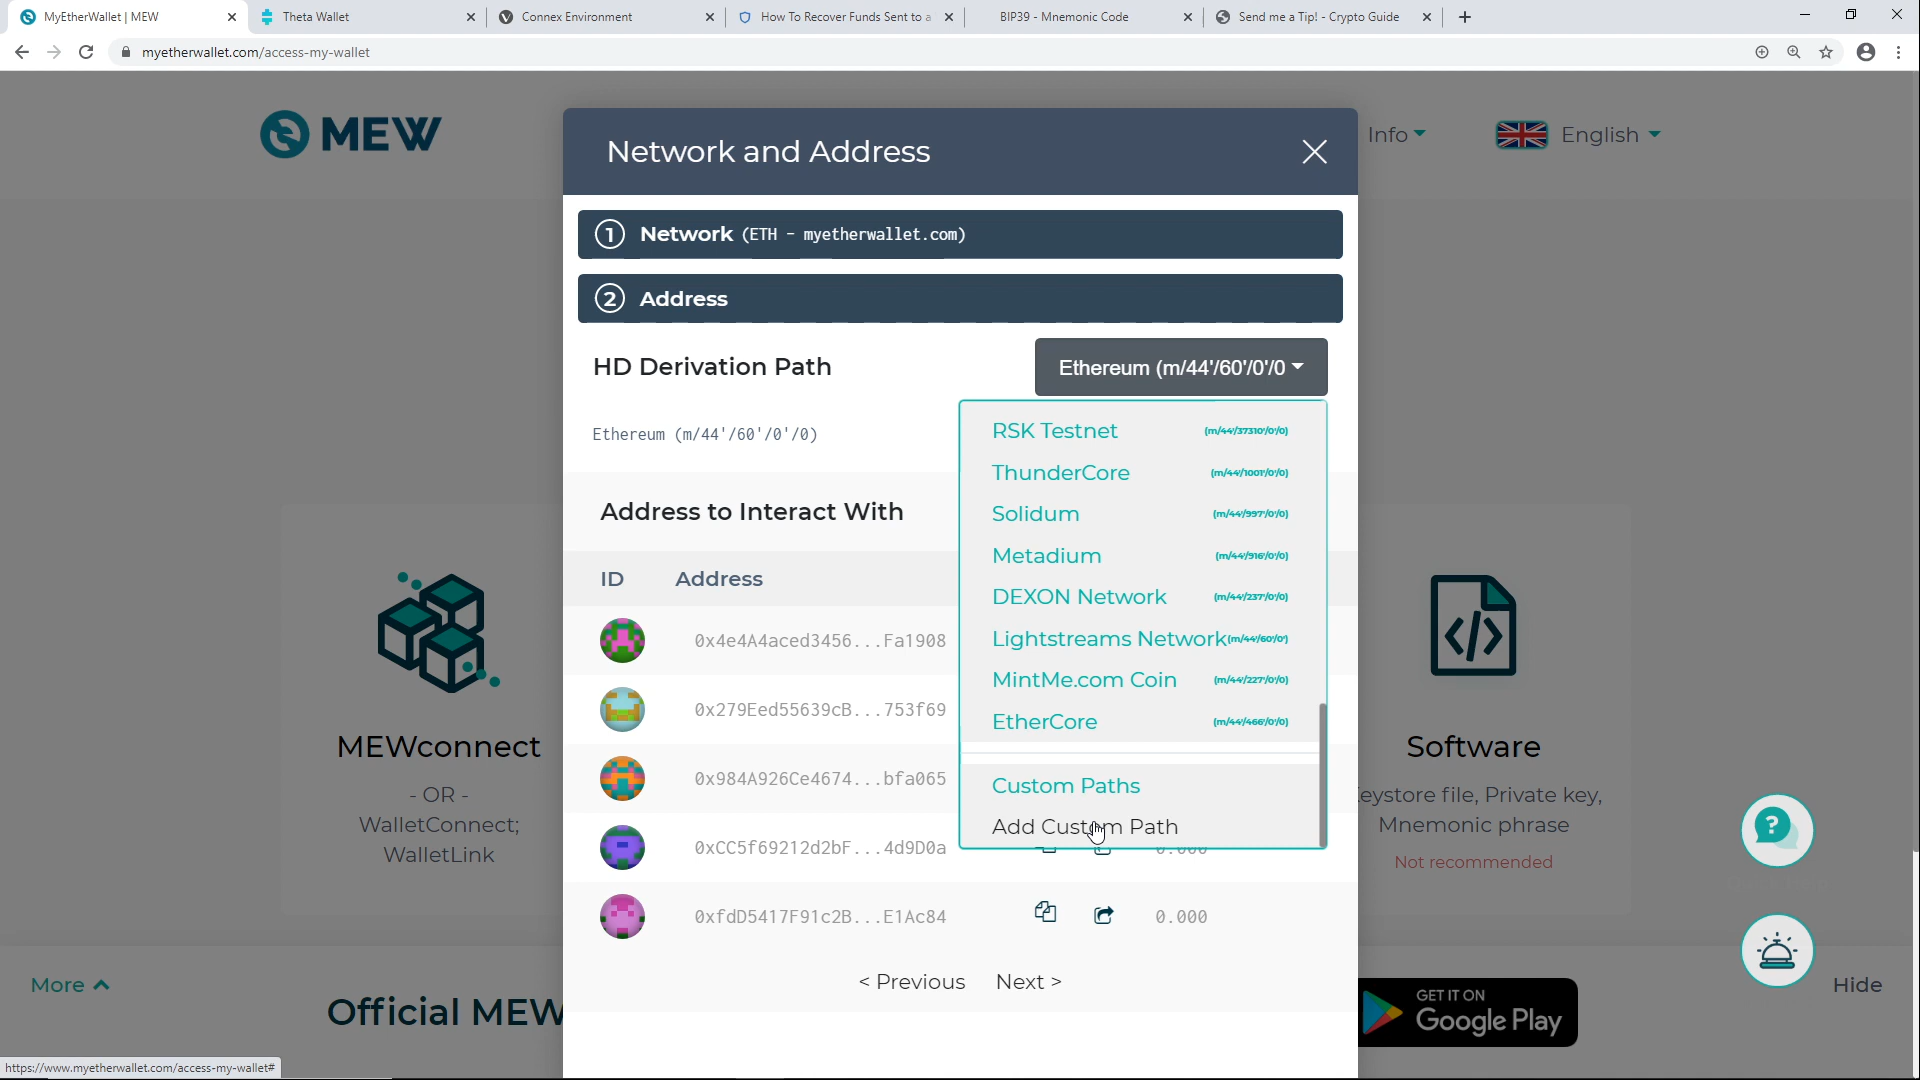 MyEtherWallet | MEW
Theta Wallet
Connex Environment
How To Recover Funds Sent to a
BIP39 - Mnemonic Code
Send me a Tip! - Crypto Guide
myetherwallet.com/access-my-wallet
MEW
Info
English
Network and Address
1 Network (ETH - myetherwallet.com)
2 Address
HD Derivation Path
Ethereum (m/44'/60'/0'/0
Ethereum (m/44'/60'/0'/0)
RSK Testnet (m/44'/37310'/0'/0)
ThunderCore (m/44'/1001'/0'/0)
Solidum (m/44'/997'/0'/0)
Metadium (m/44'/916'/0'/0)
DEXON Network (m/44'/237'/0'/0)
Lightstreams Network (m/44'/60'/0')
MintMe.com Coin (m/44'/227'/0'/0)
EtherCore (m/44'/466'/0'/0)
Custom Paths
Add Custom Path
Address to Interact With
ID Address
0x4e4A4aced3456...Fa1908
0x279Eed55639cB...753f69
0x984A926Ce4674...bfa065
0xCC5f69212d2bF...4d9D0a 0.000
0xfdD5417F91c2B...E1Ac84 0.000
< Previous Next >
MEWconnect
- OR -
WalletConnect;
WalletLink
Software
eystore file, Private key,
Mnemonic phrase
Not recommended
?
More
Official MEW
GET IT ON
Google Play
Hide
https://www.myetherwallet.com/access-my-wallet#